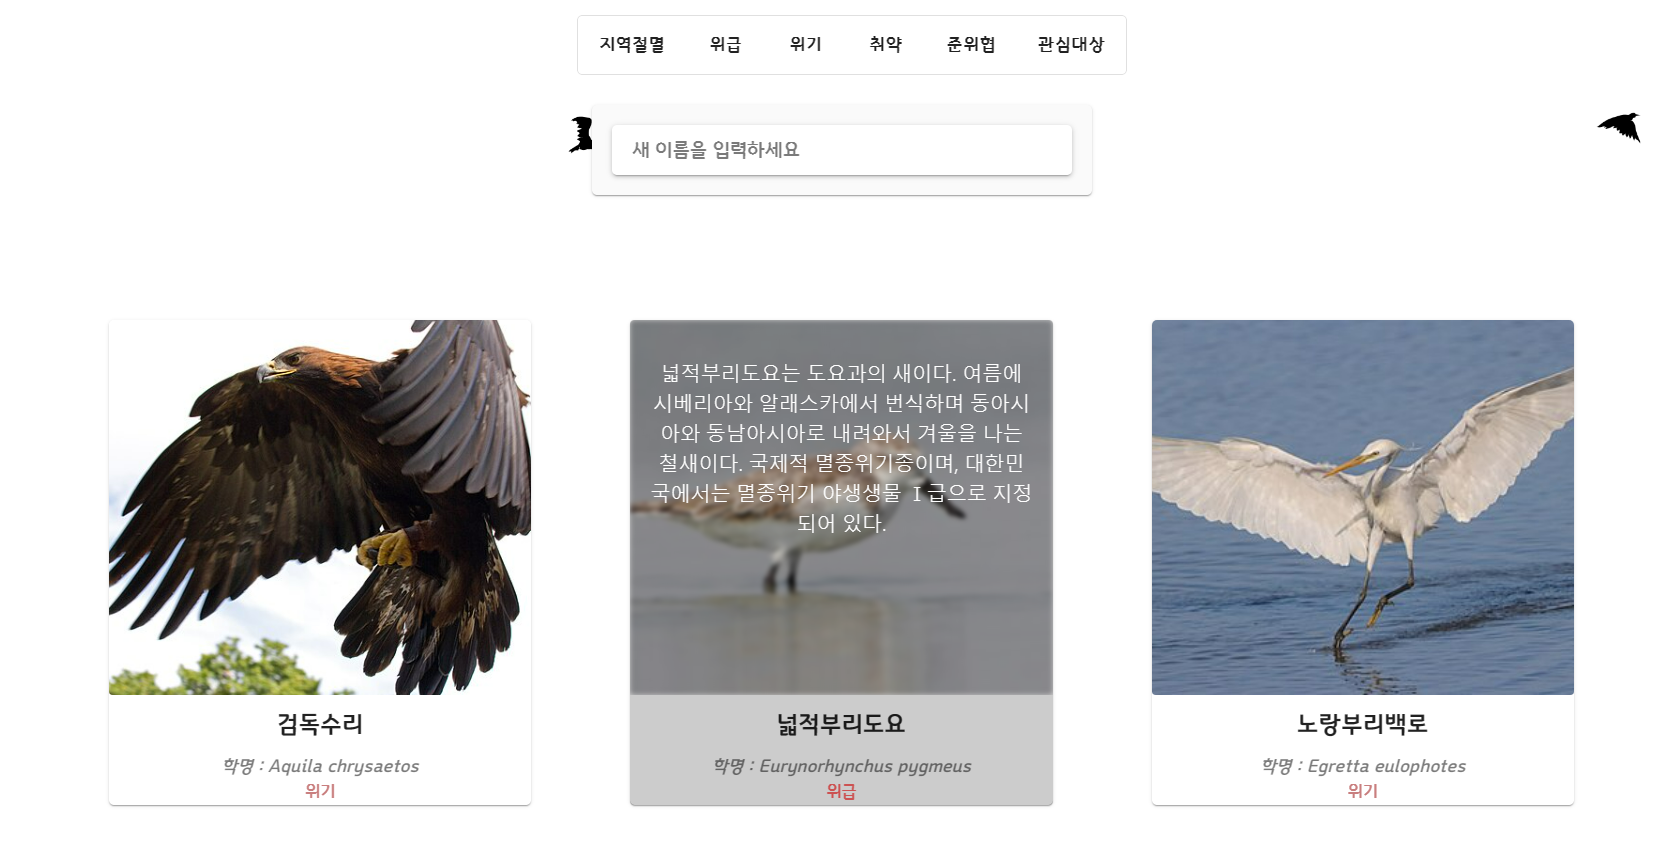 지역절멸 위급 위기 취약 준위협 관심대상
새 이름을 입력하세요
넓적부리도요는 도요과의 새이다. 여름에
시베리아와 알래스카에서 번식하며 동아시
아와 동남아시아로 내려와서 겨울을 나는
철새이다. 국제적 멸종위기종이며, 대한민
국에서는 멸종위기 야생생물 Ⅰ급으로 지정
되어 있다.
검독수리
학명 : Aquila chrysaetos
위기
넓적부리도요
학명 : Eurynorhynchus pygmeus
위급
노랑부리백로
학명 : Egretta eulophotes
위기